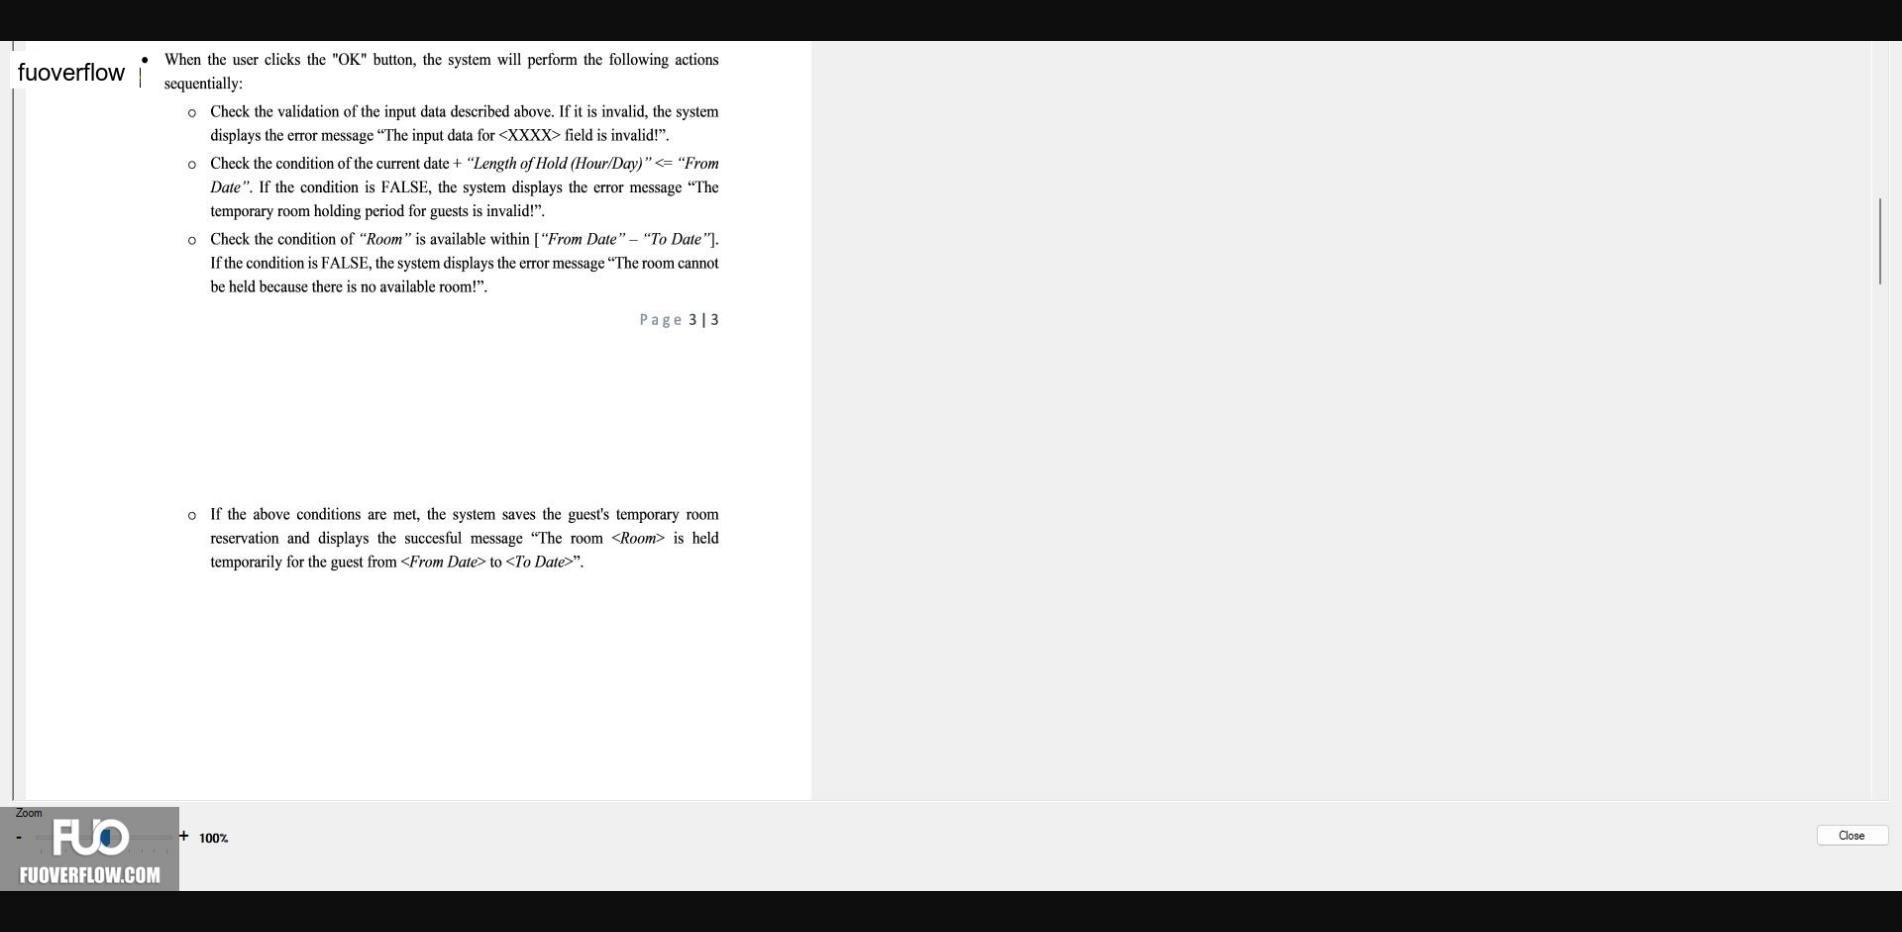 fuoverflow
• When the user clicks the "OK" button, the system will perform the following actions
sequentially:
o Check the validation of the input data described above. If it is invalid, the system
displays the error message “The input data for <XXXX> field is invalid!”.
o Check the condition of the current date + “Length of Hold (Hour/Day)” <= “From
Date”. If the condition is FALSE, the system displays the error message “The
temporary room holding period for guests is invalid!”.
o Check the condition of “Room” is available within [“From Date” – “To Date”].
If the condition is FALSE, the system displays the error message “The room cannot
be held because there is no available room!”.
Page 3 | 3
o If the above conditions are met, the system saves the guest's temporary room
reservation and displays the succesful message “The room <Room> is held
temporarily for the guest from <From Date> to <To Date>”.
Zoom
- + 100%
FUO
FUOVERFLOW.COM
Close